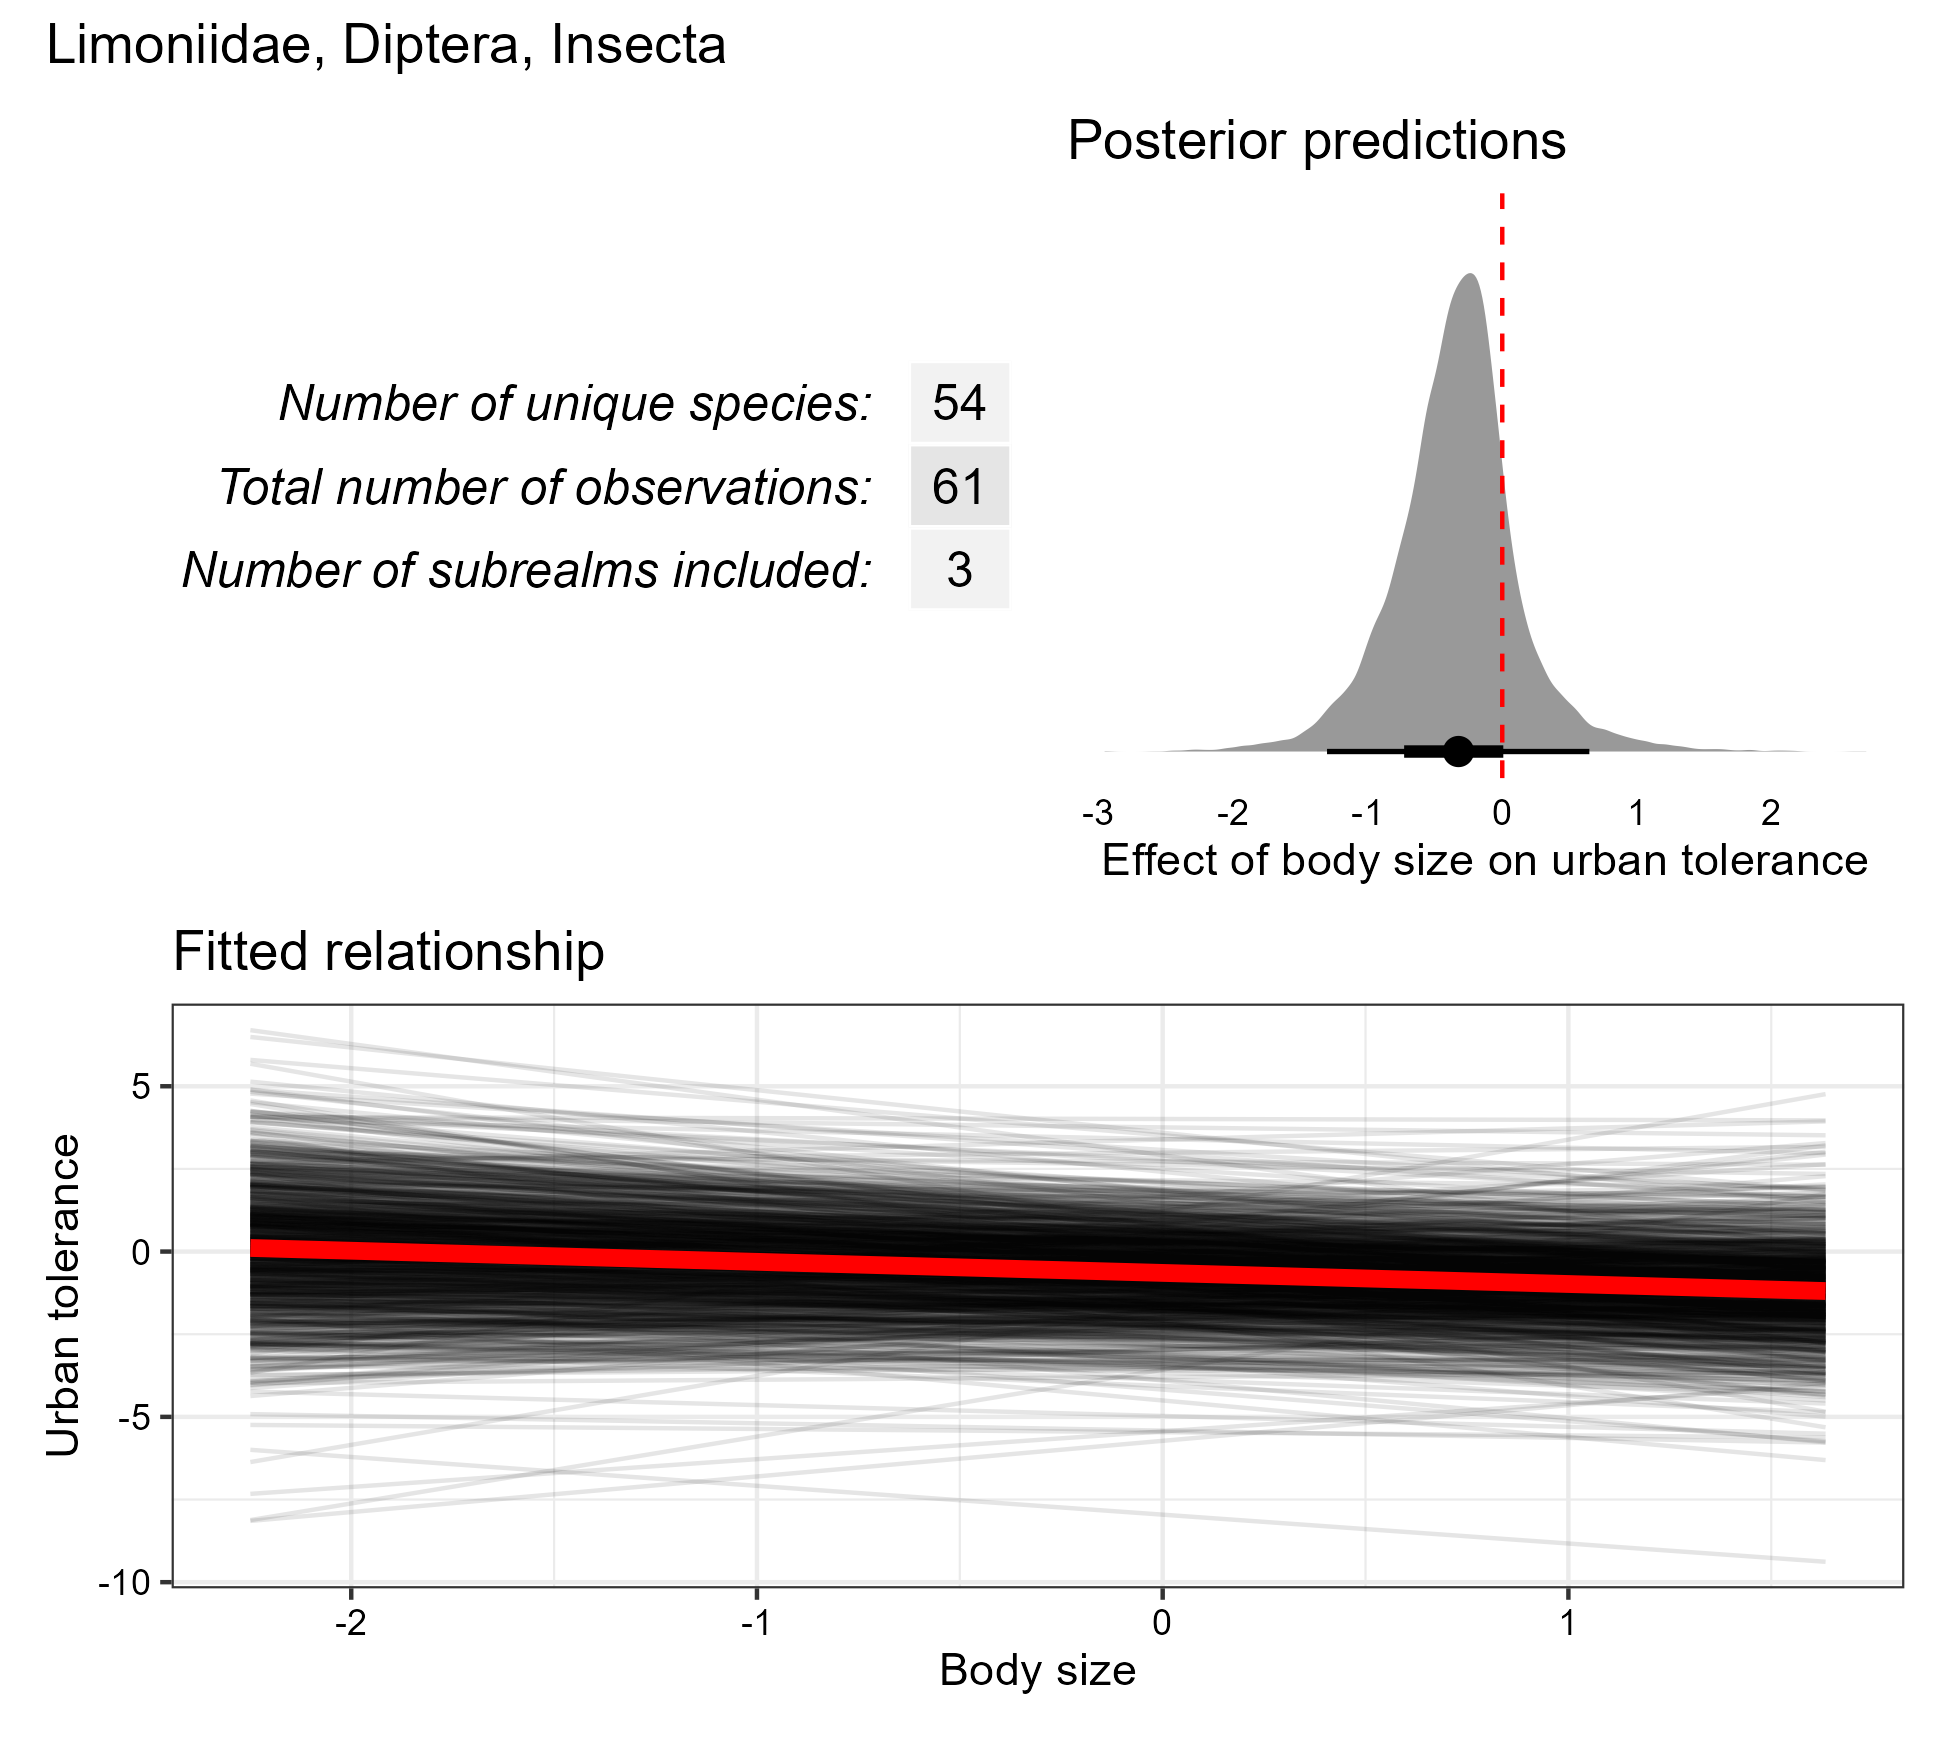 Limoniidae, Diptera, Insecta
Posterior predictions
Number of unique species: 54
Total number of observations: 61
Number of subrealms included: 3
-3 -2 -1 0 1 2
Effect of body size on urban tolerance
Fitted relationship
5
0
-5
-10
Urban tolerance
-2 -1 0 1
Body size